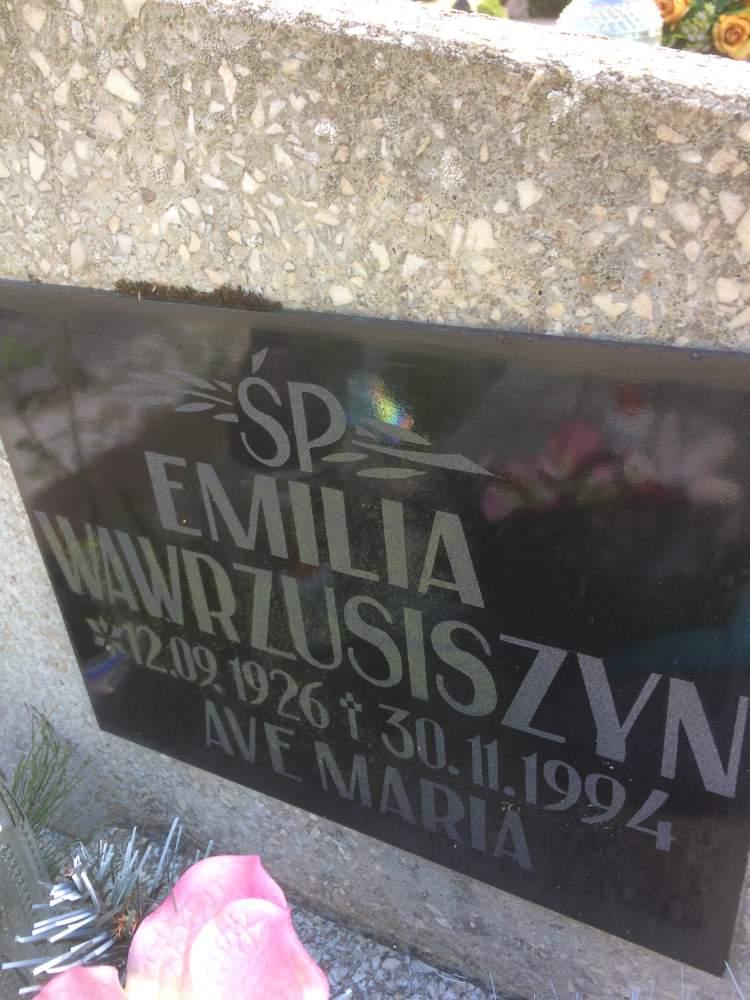 ŚP
EMILIA
WAWRZUSISZYN
*12.09.1926 † 30.11.1994
AVE MARIA